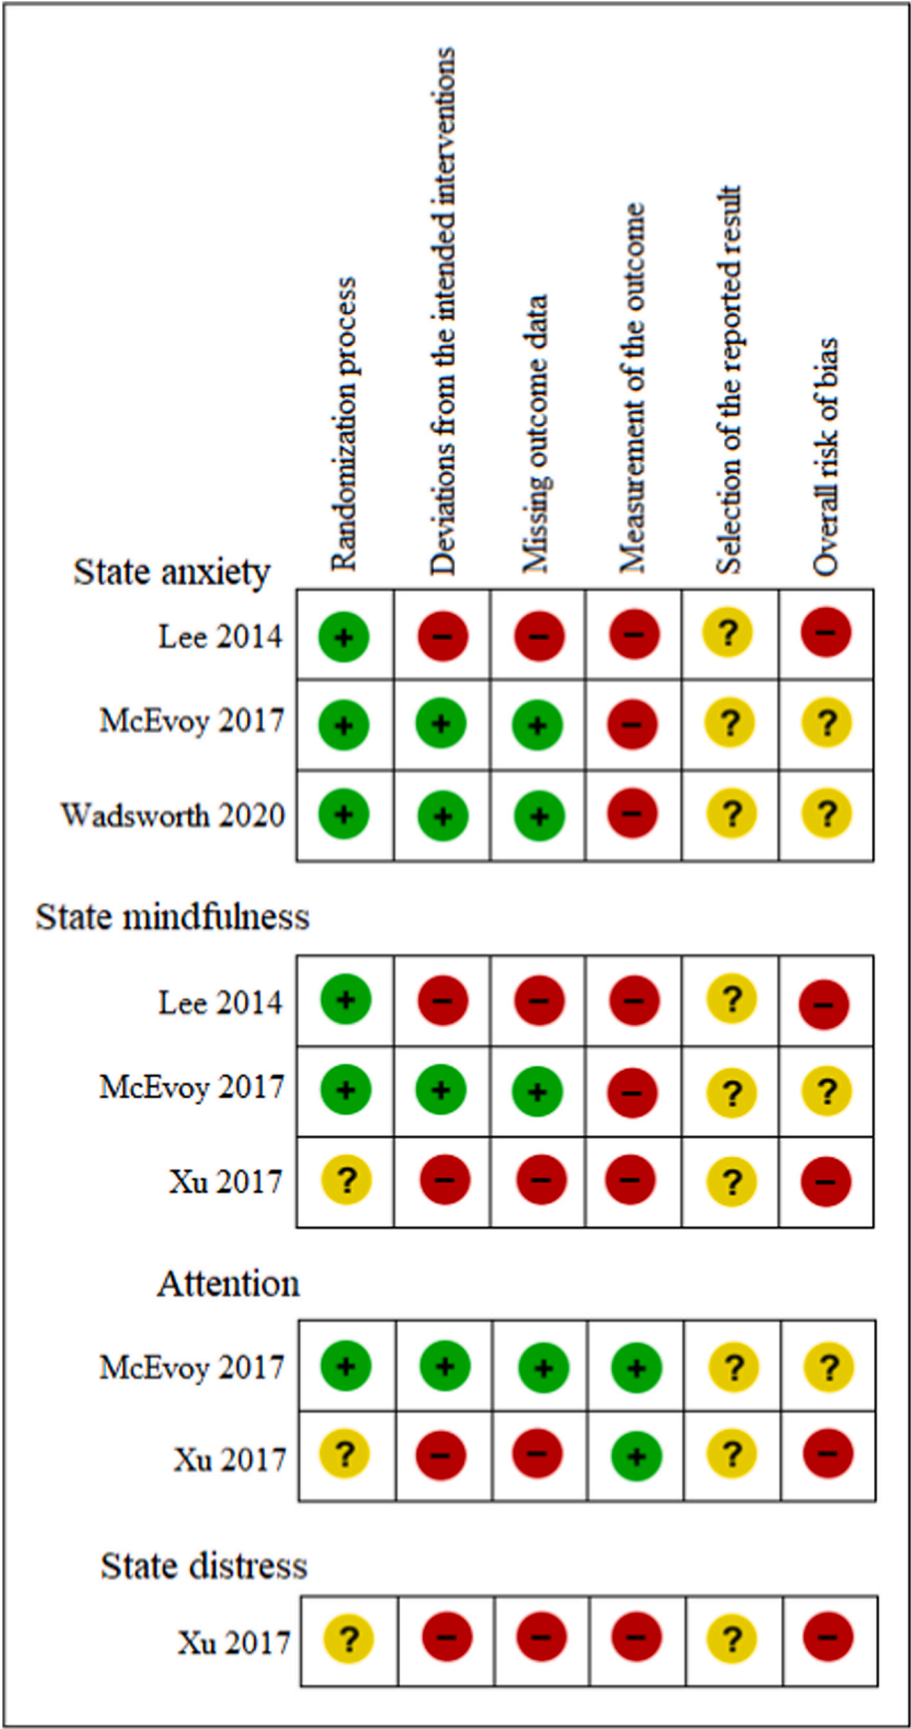 Randomization process
Deviations from the intended interventions
Missing outcome data
Measurement of the outcome
Selection of the reported result
Overall risk of bias
State anxiety
Lee 2014 + - - - ? -
McEvoy 2017 + + + - ? ?
Wadsworth 2020 + + + - ? ?
State mindfulness
Lee 2014 + - - - ? -
McEvoy 2017 + + + - ? ?
Xu 2017 ? - - - ? -
Attention
McEvoy 2017 + + + + ? ?
Xu 2017 ? - - + ? -
State distress
Xu 2017 ? - - - ? -